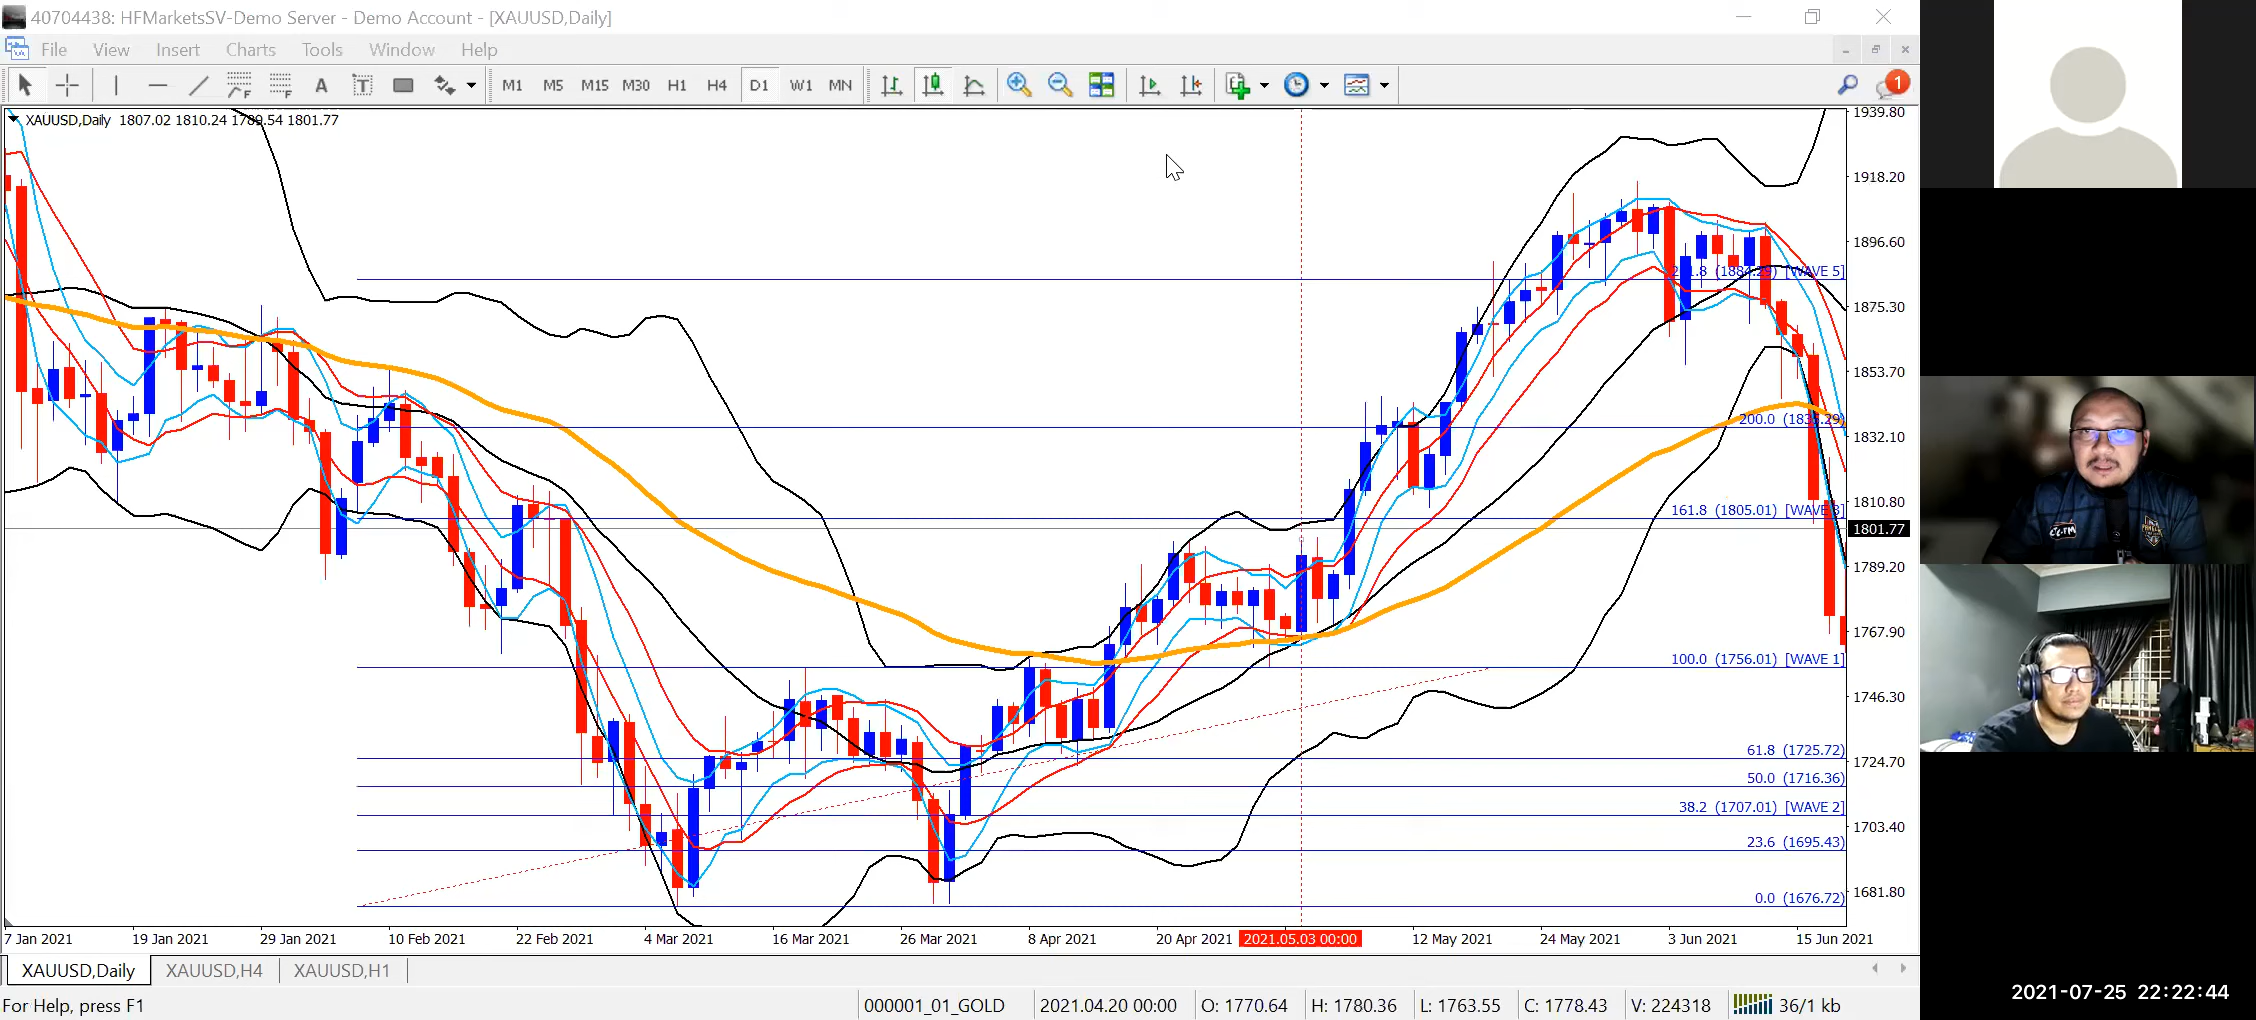 40704438: HFMarketsSV-Demo Server - Demo Account - [XAUUSD,Daily]
File View Insert Charts Tools Window Help
A T M1 M5 M15 M30 H1 H4 D1 W1 MN 1
XAUUSD,Daily 1807.02 1810.24 1789.54 1801.77
1939.80
1918.20
1896.60
1875.30
1853.70
1832.10
1810.80
1801.77
1789.20
1767.90
1746.30
1724.70
1703.40
1681.80
(1884.29) [WAVE 5]
200.0 (1835.29)
161.8 (1805.01) [WAVE 3]
100.0 (1756.01) [WAVE 1]
61.8 (1725.72)
50.0 (1716.36)
38.2 (1707.01) [WAVE 2]
23.6 (1695.43)
0.0 (1676.72)
7 Jan 2021 19 Jan 2021 29 Jan 2021 10 Feb 2021 22 Feb 2021 4 Mar 2021 16 Mar 2021 26 Mar 2021 8 Apr 2021 20 Apr 2021 2021.05.03 00:00 12 May 2021 24 May 2021 3 Jun 2021 15 Jun 2021
XAUUSD,Daily XAUUSD,H4 XAUUSD,H1
For Help, press F1 000001_01_GOLD 2021.04.20 00:00 O: 1770.64 H: 1780.36 L: 1763.55 C: 1778.43 V: 224318 36/1 kb
2021-07-25 22:22:44